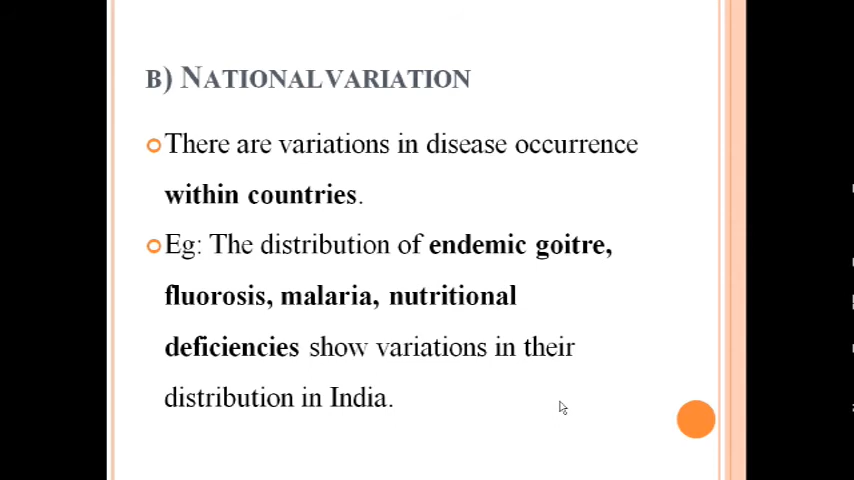 B) NATIONAL VARIATION
There are variations in disease occurrence
within countries.
Eg: The distribution of endemic goitre,
fluorosis, malaria, nutritional
deficiencies show variations in their
distribution in India.